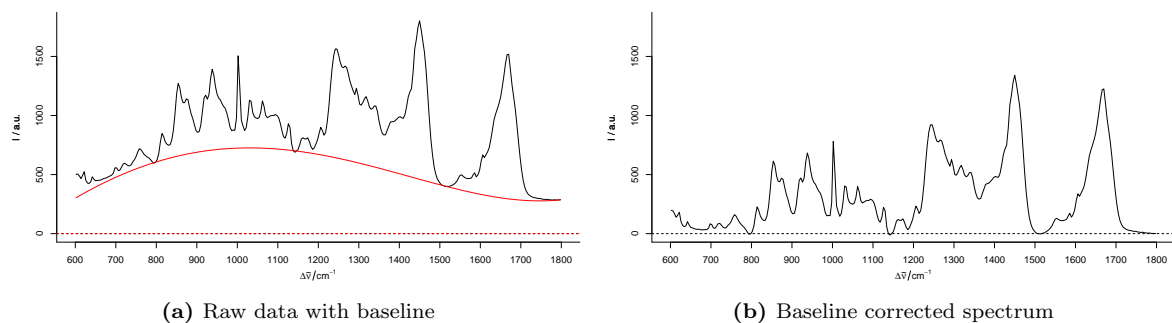 I / a.u.
1500
1000
500
0
600 700 800 900 1000 1100 1200 1300 1400 1500 1600 1700 1800
Δν̃/cm⁻¹
(a) Raw data with baseline
I / a.u.
1500
1000
500
0
600 700 800 900 1000 1100 1200 1300 1400 1500 1600 1700 1800
Δν̃/cm⁻¹
(b) Baseline corrected spectrum